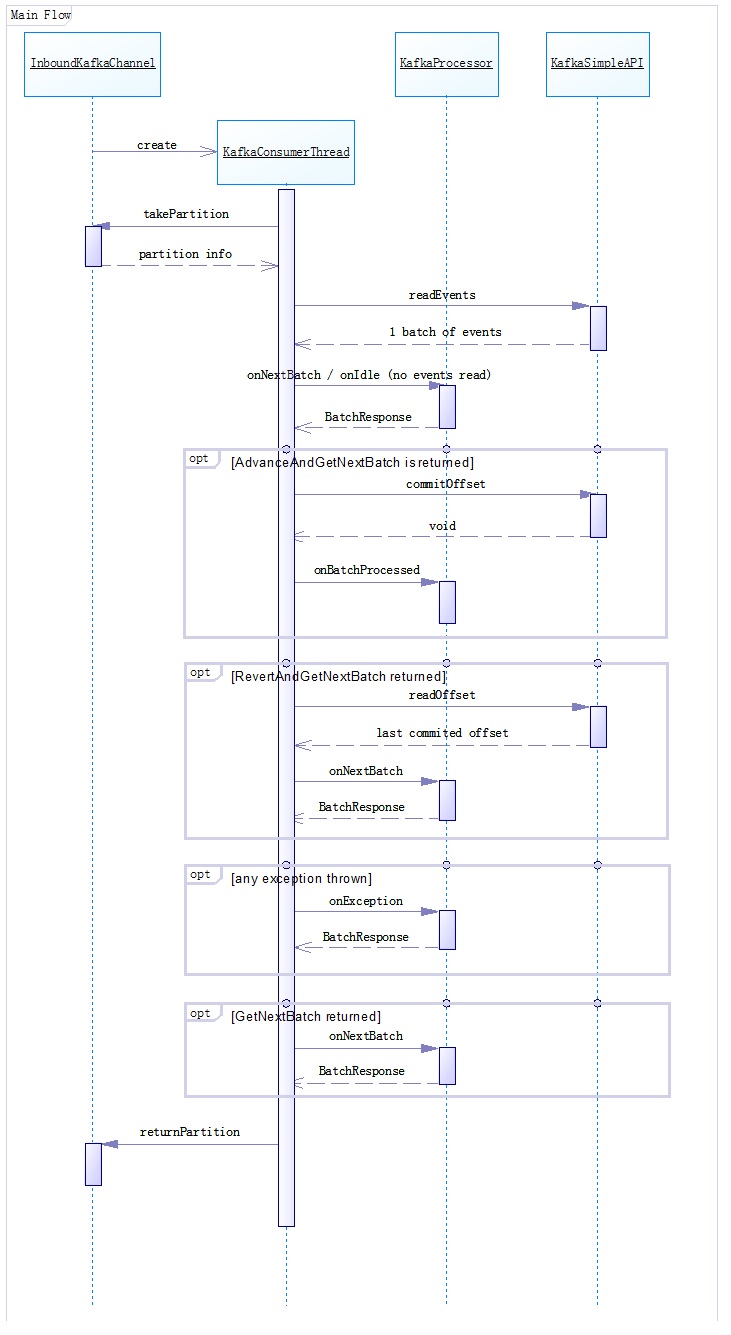 Main Flow
InboundKafkaChannel
KafkaProcessor
KafkaSimpleAPI
create
KafkaConsumerThread
takePartition
partition info
readEvents
1 batch of events
onNextBatch / onIdle (no events read)
BatchResponse
opt
[AdvanceAndGetNextBatch is returned]
commitOffset
void
onBatchProcessed
opt
[RevertAndGetNextBatch returned]
readOffset
last commited offset
onNextBatch
BatchResponse
opt
[any exception thrown]
onException
BatchResponse
opt
[GetNextBatch returned]
onNextBatch
BatchResponse
returnPartition